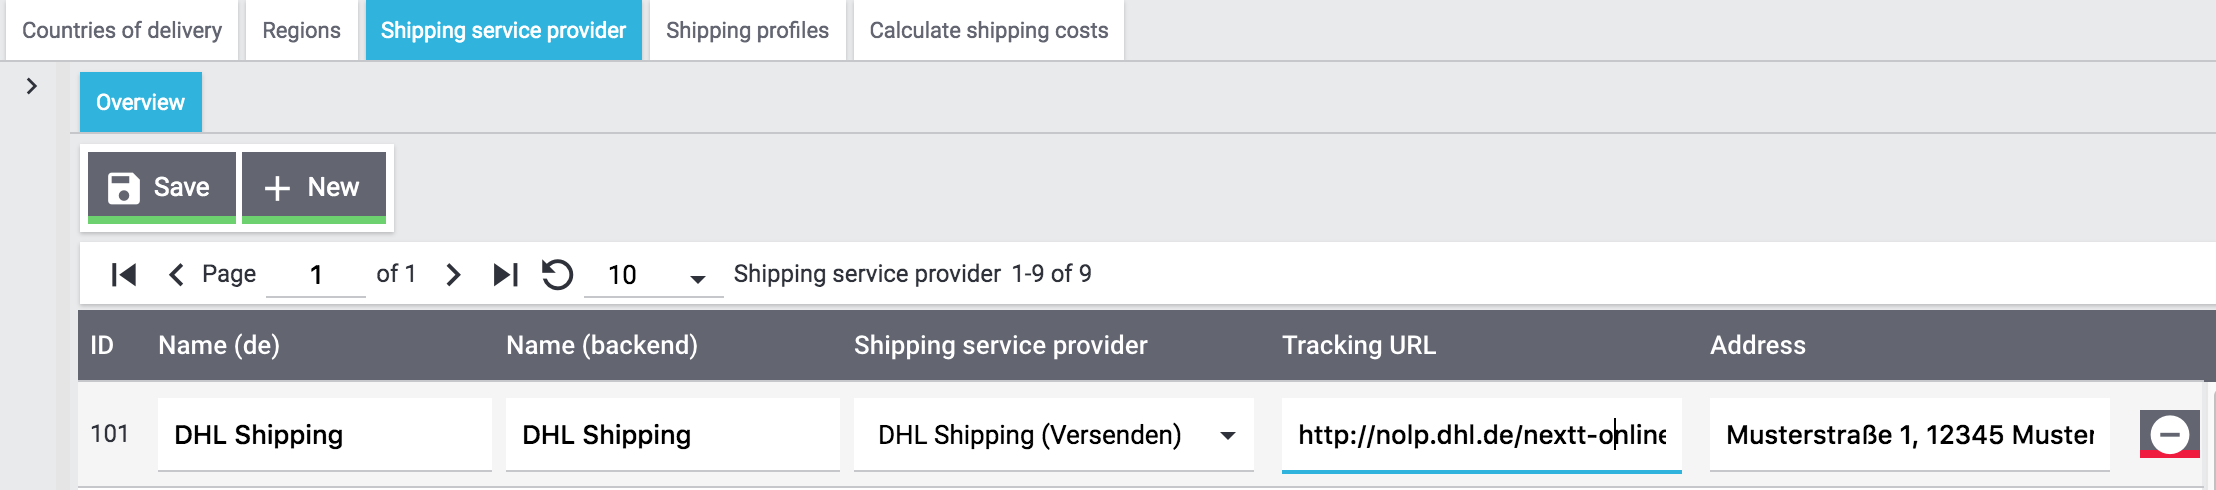 Countries of delivery Regions Shipping service provider Shipping profiles Calculate shipping costs
Overview
Save New
Page 1 of 1 10 Shipping service provider 1-9 of 9
ID Name (de) Name (backend) Shipping service provider Tracking URL Address
101 DHL Shipping DHL Shipping DHL Shipping (Versenden) http://nolp.dhl.de/nextt-online Musterstraße 1, 12345 Muster